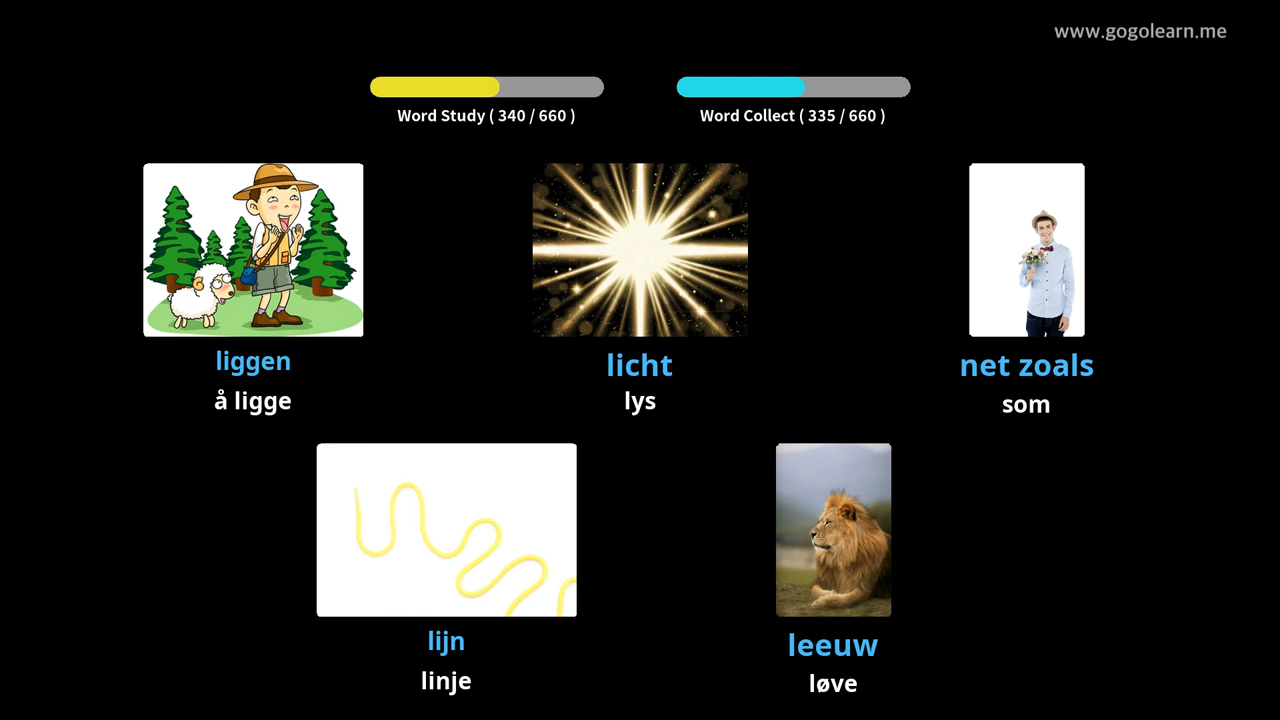 www.gogolearn.me
Word Study ( 340 / 660 )
Word Collect ( 335 / 660 )
liggen
å ligge
licht
lys
net zoals
som
lijn
linje
leeuw
løve